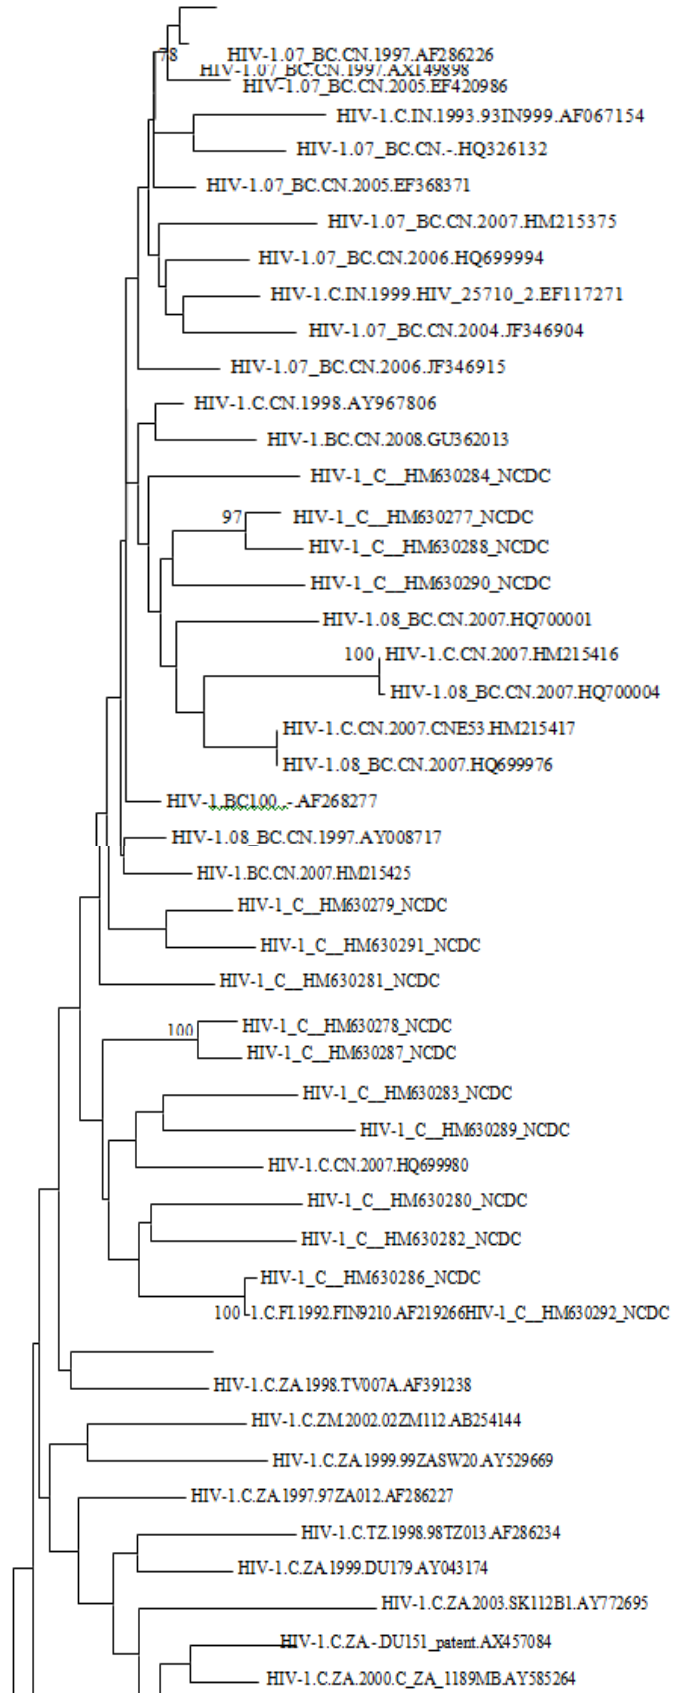 78
HIV-1.07_BC.CN.1997.AF286226
HIV-1.07_BC.CN.1997.AX149898
HIV-1.07_BC.CN.2005.EF420986
HIV-1.C.IN.1993.93IN999.AF067154
HIV-1.07_BC.CN.-.HQ326132
HIV-1.07_BC.CN.2005.EF368371
HIV-1.07_BC.CN.2007.HM215375
HIV-1.07_BC.CN.2006.HQ699994
HIV-1.C.IN.1999.HIV_25710_2.EF117271
HIV-1.07_BC.CN.2004.JF346904
HIV-1.07_BC.CN.2006.JF346915
HIV-1.C.CN.1998.AY967806
HIV-1.BC.CN.2008.GU362013
HIV-1_C__HM630284_NCDC
97 HIV-1_C__HM630277_NCDC
HIV-1_C__HM630288_NCDC
HIV-1_C__HM630290_NCDC
HIV-1.08_BC.CN.2007.HQ700001
100 HIV-1.C.CN.2007.HM215416
HIV-1.08_BC.CN.2007.HQ700004
HIV-1.C.CN.2007.CNE53.HM215417
HIV-1.08_BC.CN.2007.HQ699976
HIV-1.BC100..-.AF268277
HIV-1.08_BC.CN.1997.AY008717
HIV-1.BC.CN.2007.HM215425
HIV-1_C__HM630279_NCDC
HIV-1_C__HM630291_NCDC
HIV-1_C__HM630281_NCDC
100 HIV-1_C__HM630278_NCDC
HIV-1_C__HM630287_NCDC
HIV-1_C__HM630283_NCDC
HIV-1_C__HM630289_NCDC
HIV-1.C.CN.2007.HQ699980
HIV-1_C__HM630280_NCDC
HIV-1_C__HM630282_NCDC
HIV-1_C__HM630286_NCDC
100 1.C.FI.1992.FIN9210.AF219266HIV-1_C__HM630292_NCDC
HIV-1.C.ZA.1998.TV007A.AF391238
HIV-1.C.ZM.2002.02ZM112.AB254144
HIV-1.C.ZA.1999.99ZASW20.AY529669
HIV-1.C.ZA.1997.97ZA012.AF286227
HIV-1.C.TZ.1998.98TZ013.AF286234
HIV-1.C.ZA.1999.DU179.AY043174
HIV-1.C.ZA.2003.SK112B1.AY772695
HIV-1.C.ZA.-.DU151_patent.AX457084
HIV-1.C.ZA.2000.C_ZA_1189MB.AY585264